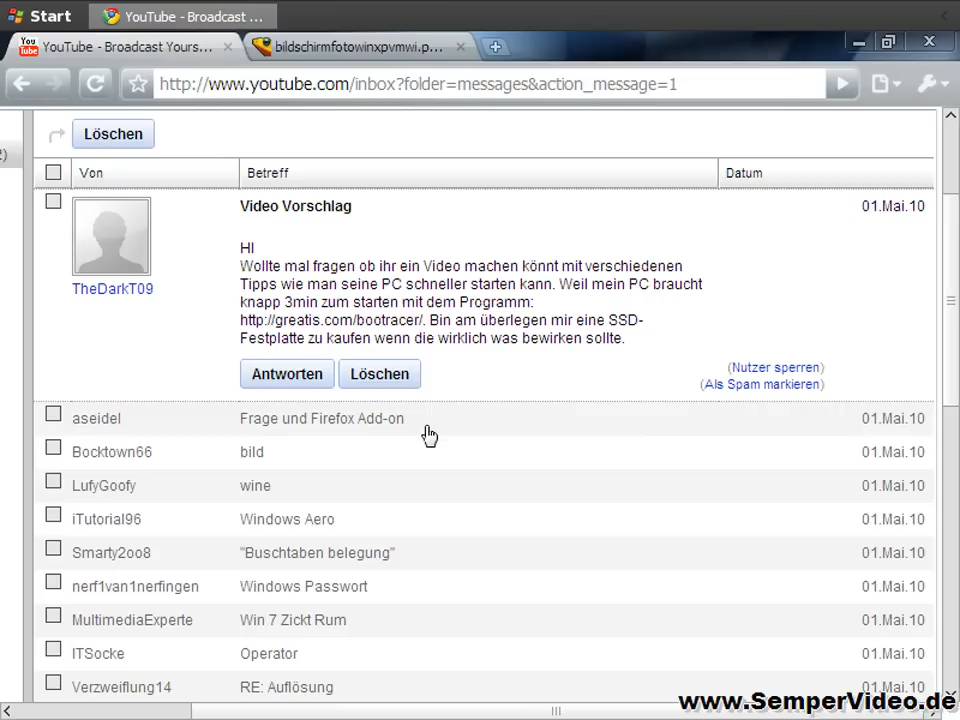 Start
YouTube - Broadcast ...
You
Tube
YouTube - Broadcast Yours...
bildschirmfotowinxpvmwi.p...
http://www.youtube.com/inbox?folder=messages&action_message=1
Löschen
2)
Von
Betreff
Datum
Video Vorschlag
01.Mai.10
HI
Wollte mal fragen ob ihr ein Video machen könnt mit verschiedenen
Tipps wie man seine PC schneller starten kann. Weil mein PC braucht
knapp 3min zum starten mit dem Programm:
http://greatis.com/bootracer/. Bin am überlegen mir eine SSD-
Festplatte zu kaufen wenn die wirklich was bewirken sollte.
TheDarkT09
Antworten
Löschen
(Nutzer sperren)
(Als Spam markieren)
aseidel Frage und Firefox Add-on 01.Mai.10
Bocktown66 bild 01.Mai.10
LufyGoofy wine 01.Mai.10
iTutorial96 Windows Aero 01.Mai.10
Smarty2oo8 "Buschtaben belegung" 01.Mai.10
nerf1van1nerfingen Windows Passwort 01.Mai.10
MultimediaExperte Win 7 Zickt Rum 01.Mai.10
ITSocke Operator 01.Mai.10
Verzweiflung14 RE: Auflösung 01.Mai.10
www.SemperVideo.de